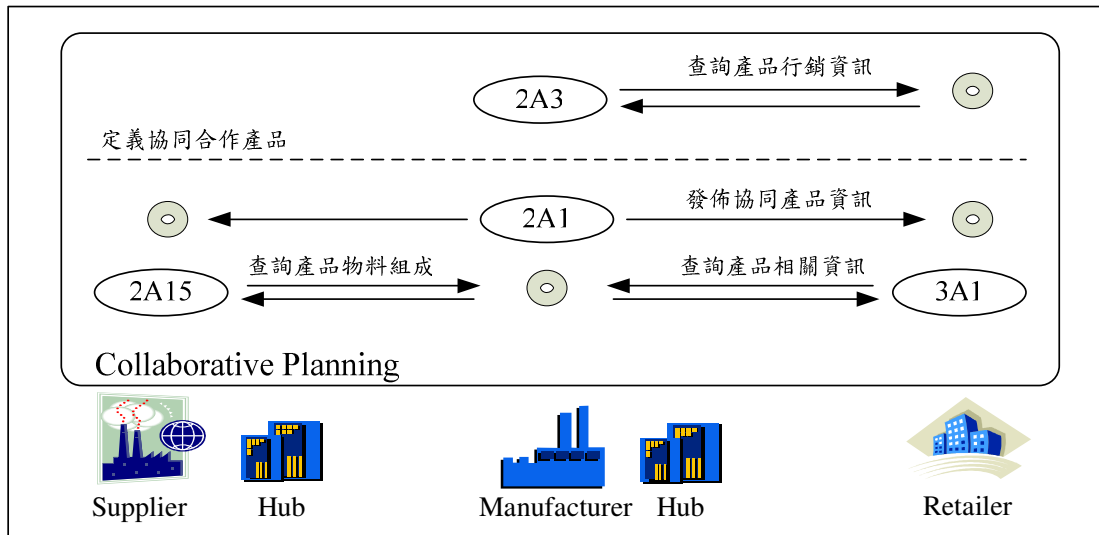 查詢產品行銷資訊
2A3
定義協同合作產品
2A1
發佈協同產品資訊
查詢產品物料組成
查詢產品相關資訊
2A15
3A1
Collaborative Planning
Supplier
Hub
Manufacturer
Hub
Retailer